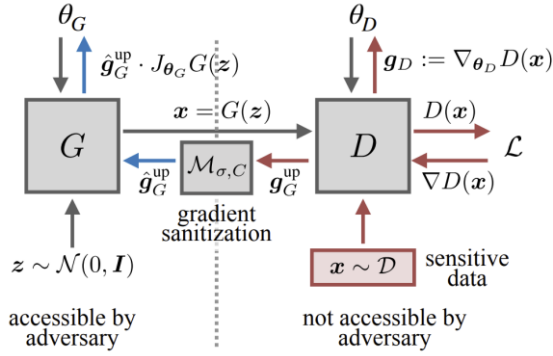 θ_G
ĝ_G^up · J_θ_G G(z)
θ_D
g_D := ∇_θ_D D(x)
x = G(z)
D(x)
G
D
ℒ
ĝ_G^up
ℳ_σ,C
g_G^up
∇D(x)
gradient
sanitization
z ∼ 𝒩(0, I)
x ∼ 𝒟
sensitive
data
accessible by
adversary
not accessible by
adversary